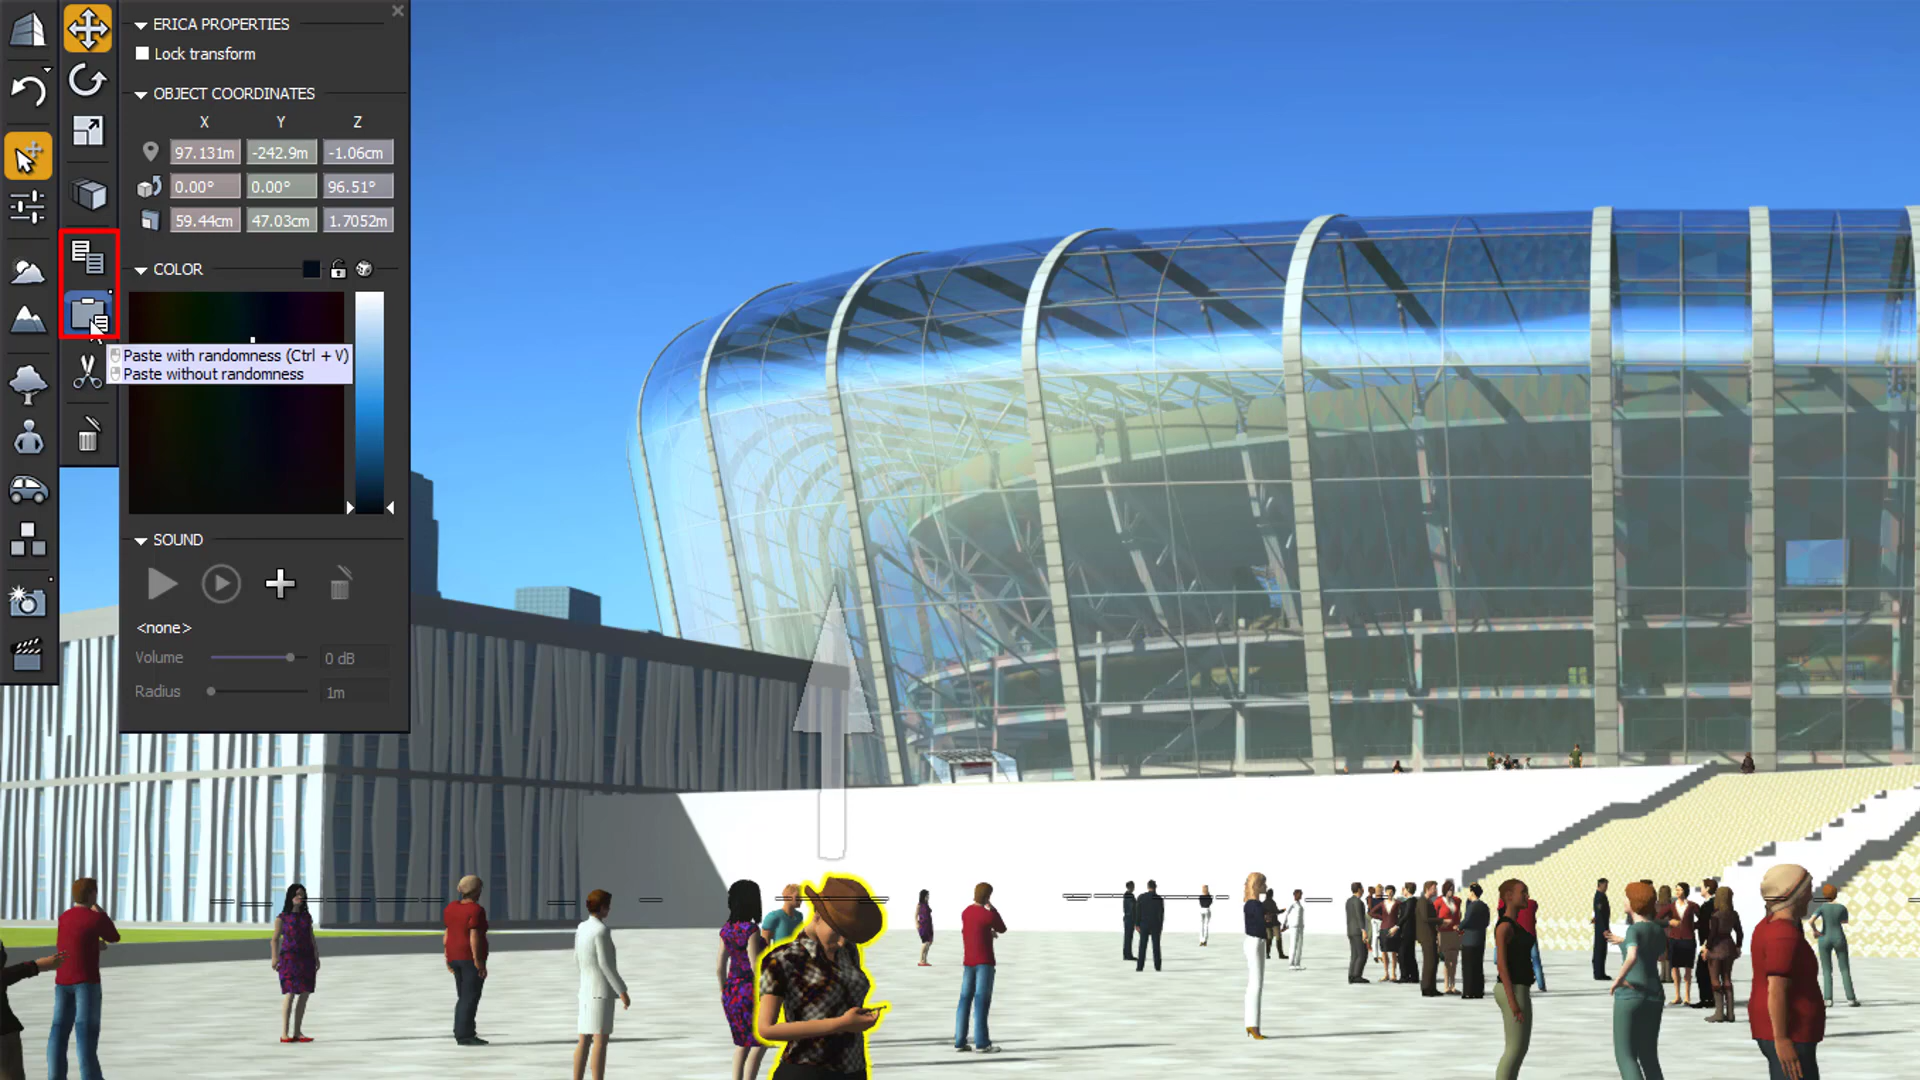 ERICA PROPERTIES
Lock transform
OBJECT COORDINATES
X Y Z
97.131m -242.9m -1.06cm
0.00° 0.00° 96.51°
59.44cm 47.03cm 1.7052m
COLOR
Paste with randomness (Ctrl + V)
Paste without randomness
SOUND
<none>
Volume 0 dB
Radius 1m